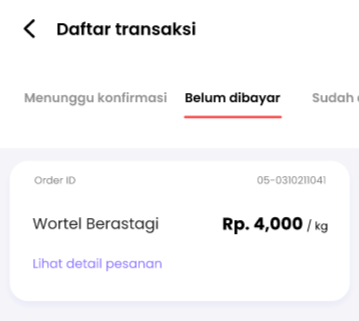 Daftar transaksi
Menunggu konfirmasi Belum dibayar Sudah
Order ID 05-0310211041
Wortel Berastagi Rp. 4,000 / kg
Lihat detail pesanan